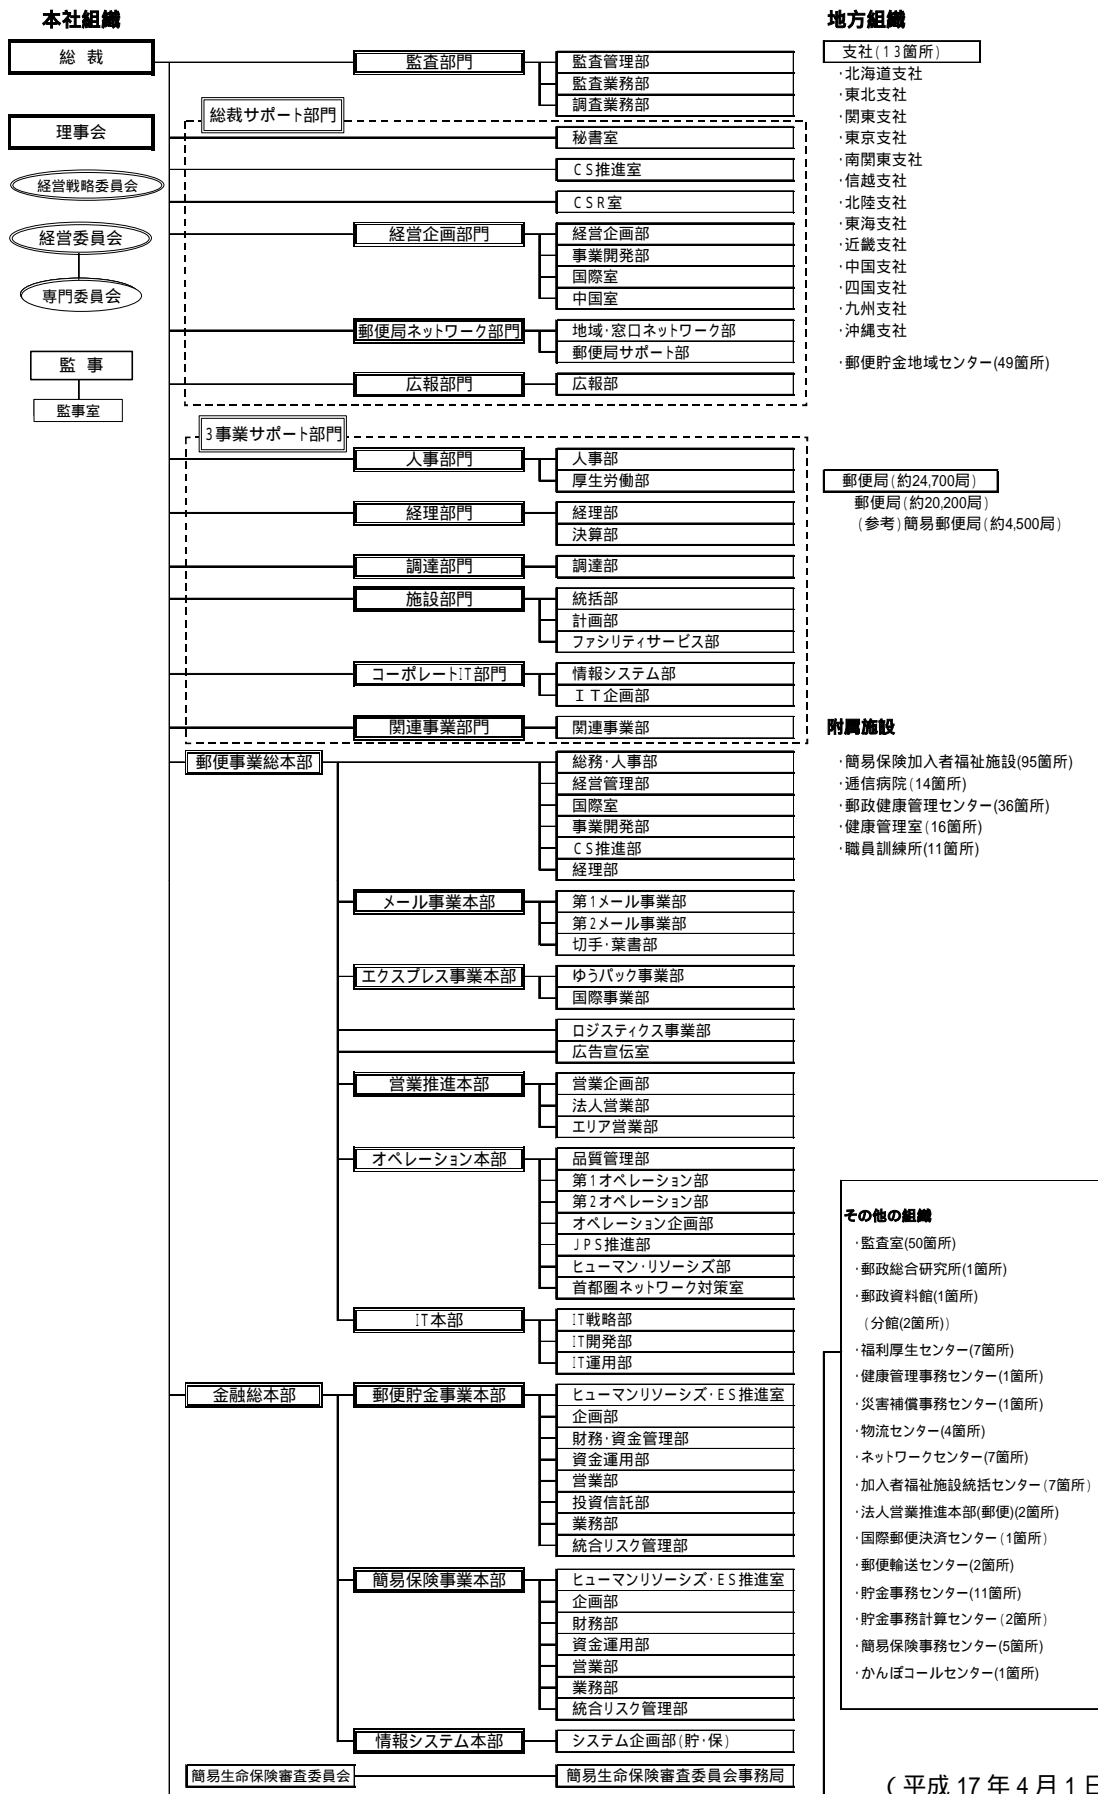 本社組織
総 裁
理事会
経営戦略委員会
経営委員会
専門委員会
監 事
監事室
監査部門
監査管理部
監査業務部
調査業務部
総裁サポート部門
秘書室
CS推進室
CSR室
経営企画部門
経営企画部
事業開発部
国際室
中国室
郵便局ネットワーク部門
地域・窓口ネットワーク部
郵便局サポート部
広報部門
広報部
3事業サポート部門
人事部門
人事部
厚生労働部
経理部門
経理部
決算部
調達部門
調達部
施設部門
統括部
計画部
ファシリティサービス部
コーポレートIT部門
情報システム部
IT企画部
関連事業部門
関連事業部
郵便事業総本部
総務・人事部
経営管理部
国際室
事業開発部
CS推進部
経理部
メール事業本部
第1メール事業部
第2メール事業部
切手・葉書部
エクスプレス事業本部
ゆうパック事業部
国際事業部
ロジスティクス事業部
広告宣伝室
営業推進本部
営業企画部
法人営業部
エリア営業部
オペレーション本部
品質管理部
第1オペレーション部
第2オペレーション部
オペレーション企画部
JPS推進部
ヒューマン・リソーシズ部
首都圏ネットワーク対策室
IT本部
IT戦略部
IT開発部
IT運用部
金融総本部
郵便貯金事業本部
ヒューマンリソーシズ・ES推進室
企画部
財務・資金管理部
資金運用部
営業部
投資信託部
業務部
統合リスク管理部
簡易保険事業本部
ヒューマンリソーシズ・ES推進室
企画部
財務部
資金運用部
営業部
業務部
統合リスク管理部
情報システム本部
システム企画部(貯・保)
簡易生命保険審査委員会
簡易生命保険審査委員会事務局
地方組織
支社(13箇所)
・北海道支社
・東北支社
・関東支社
・東京支社
・南関東支社
・信越支社
・北陸支社
・東海支社
・近畿支社
・中国支社
・四国支社
・九州支社
・沖縄支社
・郵便貯金地域センター(49箇所)
郵便局(約24,700局)
郵便局(約20,200局)
(参考)簡易郵便局(約4,500局)
附属施設
・簡易保険加入者福祉施設(95箇所)
・逓信病院(14箇所)
・郵政健康管理センター(36箇所)
・健康管理室(16箇所)
・職員訓練所(11箇所)
その他の組織
・監査室(50箇所)
・郵政総合研究所(1箇所)
・郵政資料館(1箇所)
(分館(2箇所))
・福利厚生センター(7箇所)
・健康管理事務センター(1箇所)
・災害補償事務センター(1箇所)
・物流センター(4箇所)
・ネットワークセンター(7箇所)
・加入者福祉施設統括センター(7箇所)
・法人営業推進本部(郵便)(2箇所)
・国際郵便決済センター(1箇所)
・郵便輸送センター(2箇所)
・貯金事務センター(11箇所)
・貯金事務計算センター(2箇所)
・簡易保険事務センター(5箇所)
・かんぽコールセンター(1箇所)
(平成17年4月1日